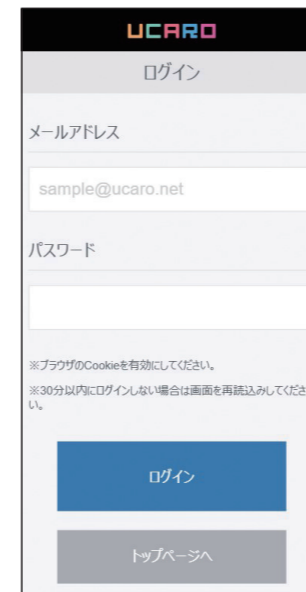 UCARO
ログイン
メールアドレス
sample@ucaro.net
パスワード
※ブラウザのCookieを有効にしてください。
※30分以内にログインしない場合は画面を再読込みしてくださ
い。
ログイン
トップページへ